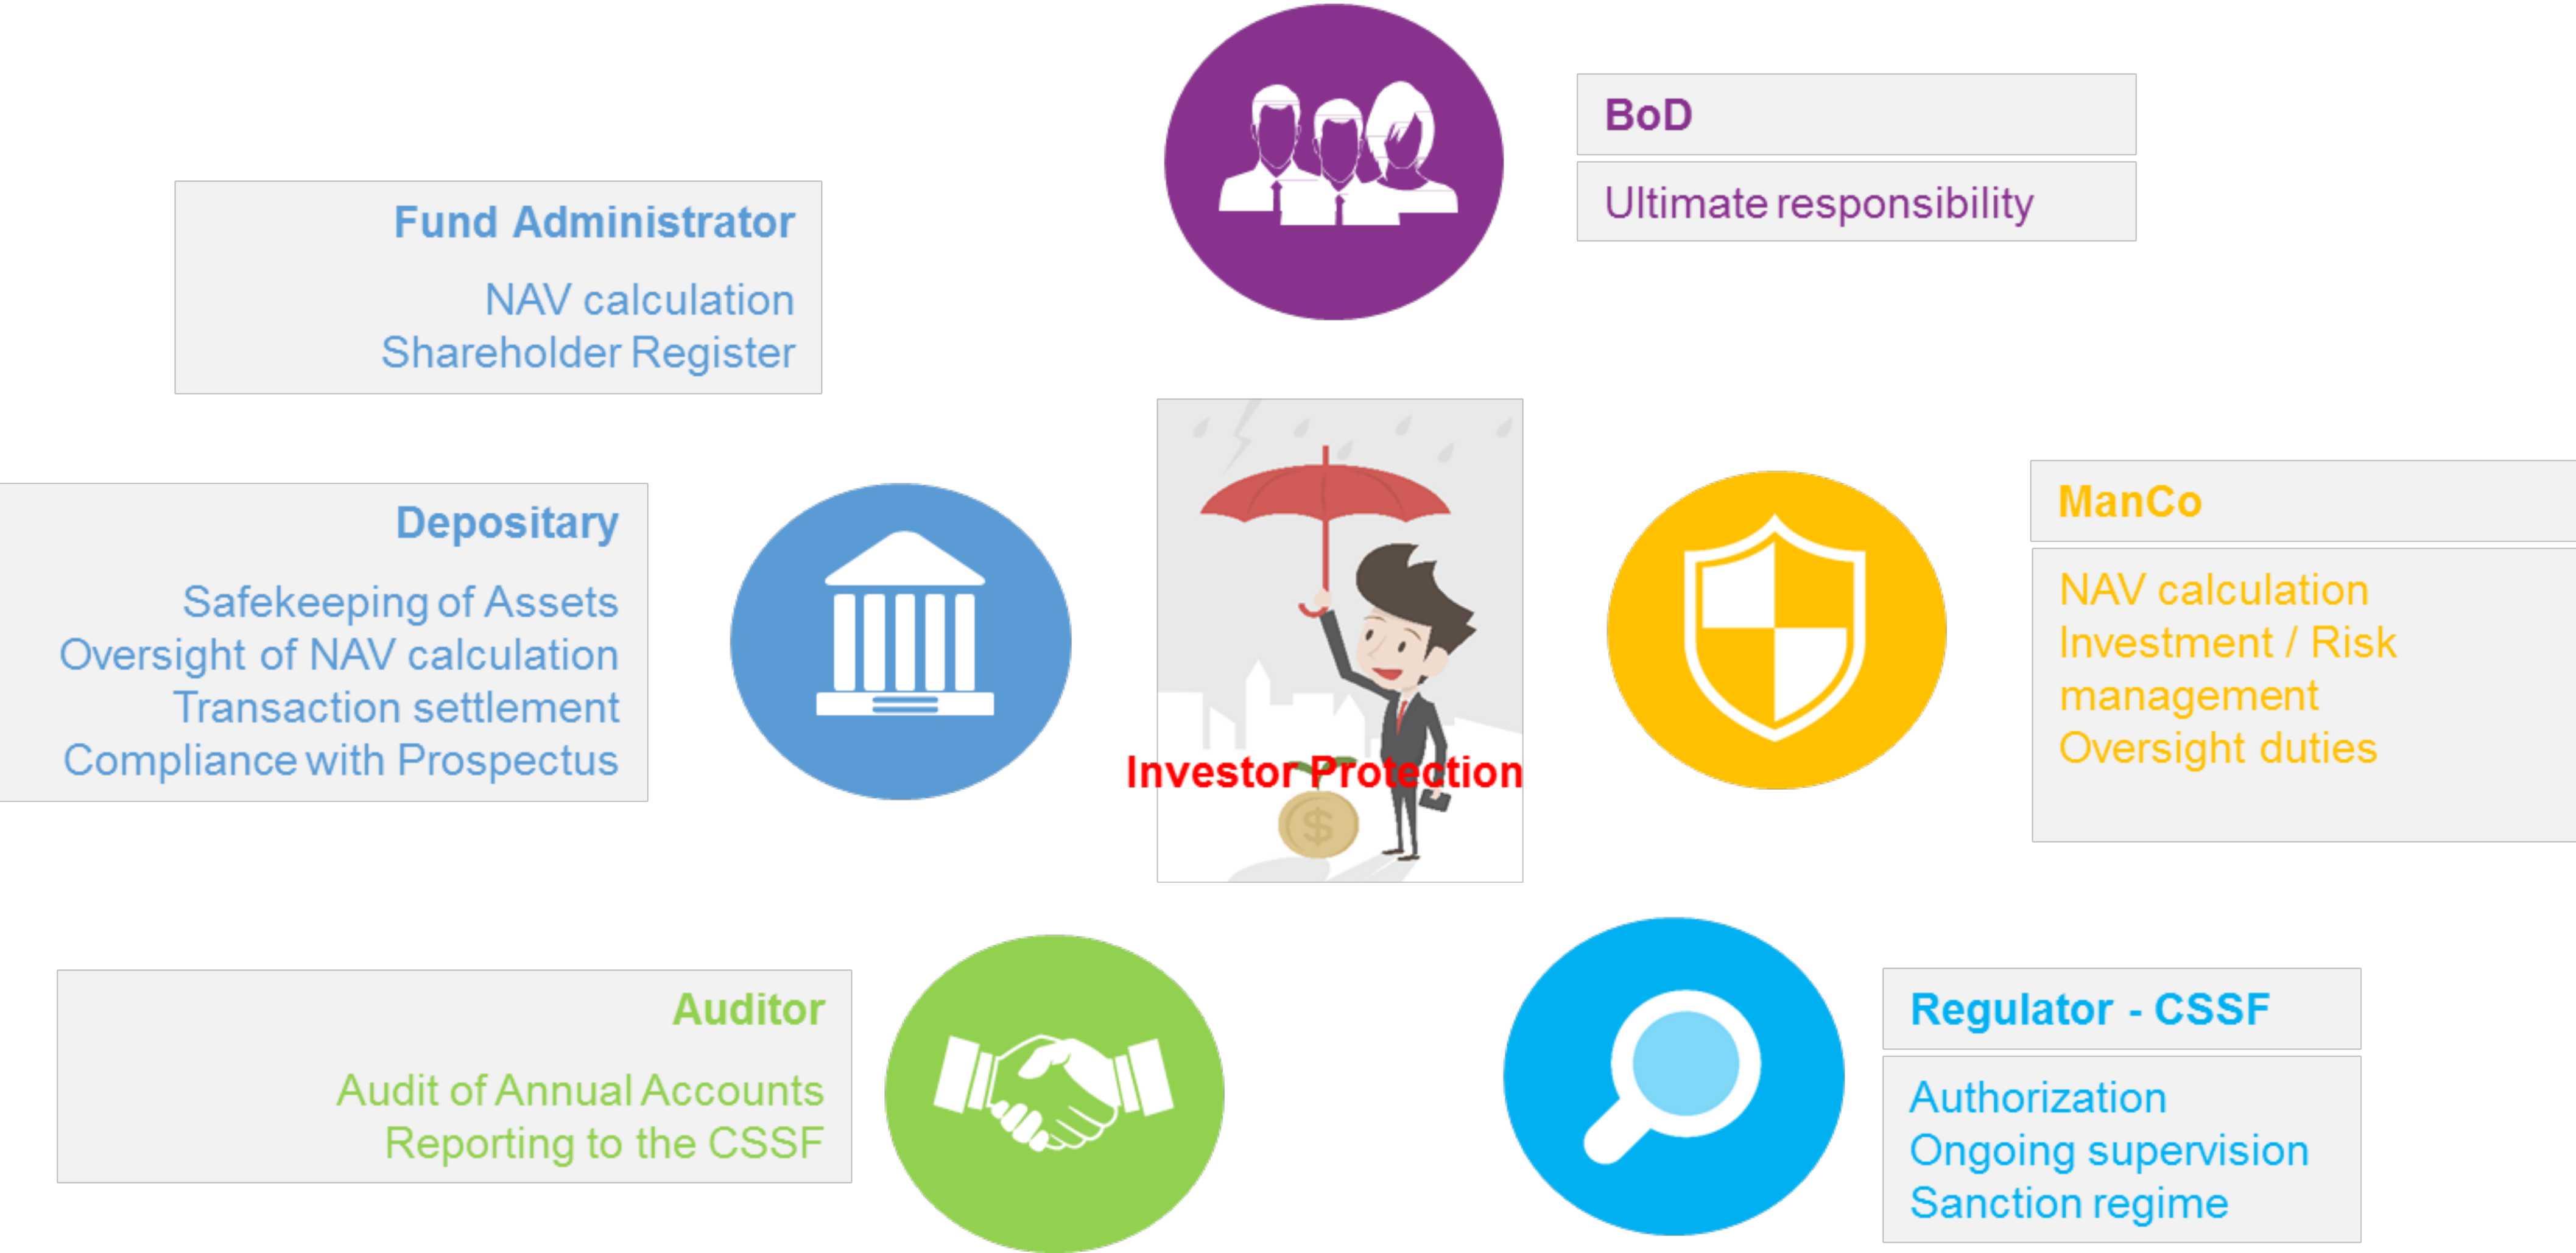 BoD
Ultimate responsibility
Fund Administrator
NAV calculation
Shareholder Register
Depositary
Safekeeping of Assets
Oversight of NAV calculation
Transaction settlement
Compliance with Prospectus
Investor Protection
$
ManCo
NAV calculation
Investment / Risk
management
Oversight duties
Auditor
Audit of Annual Accounts
Reporting to the CSSF
Regulator - CSSF
Authorization
Ongoing supervision
Sanction regime